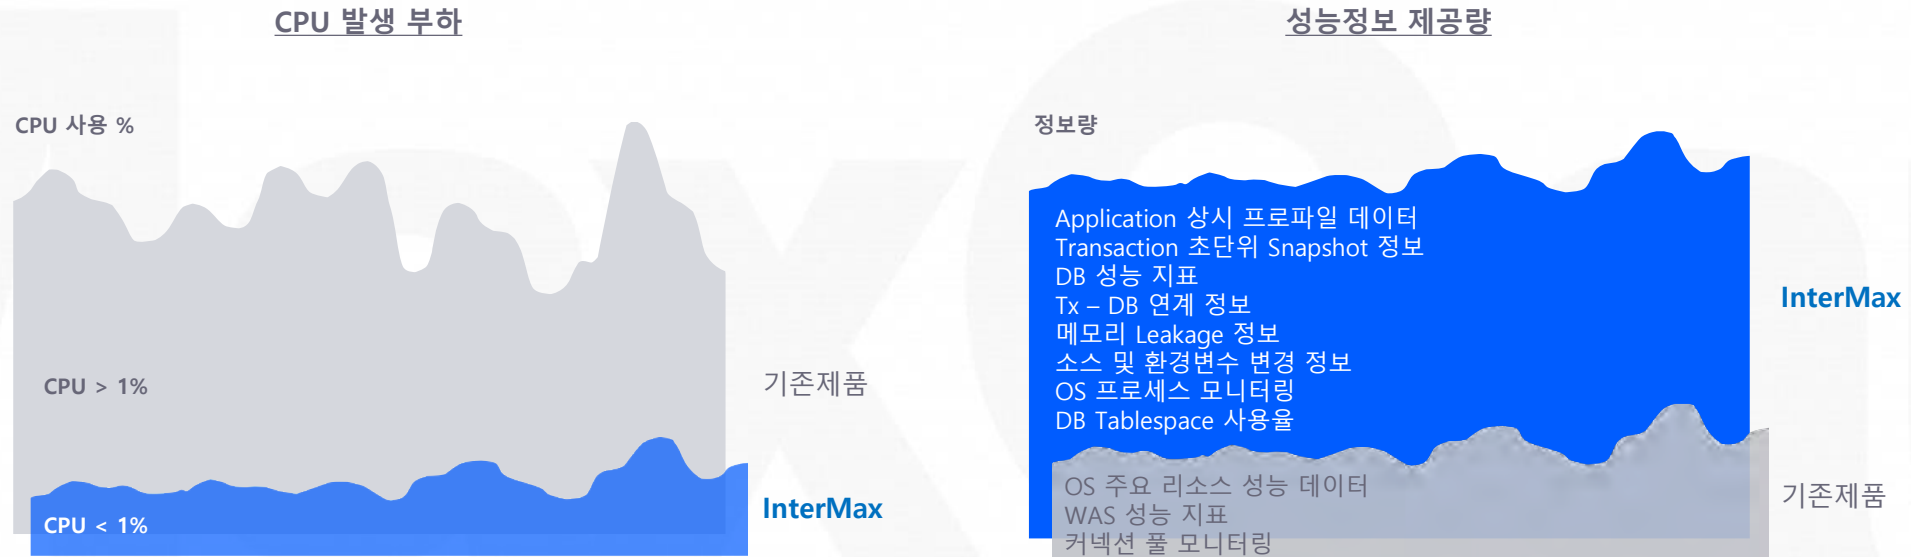 CPU 발생 부하
CPU 사용 %
CPU > 1%
기존제품
CPU < 1%
InterMax
성능정보 제공량
정보량
Application 상시 프로파일 데이터
Transaction 초단위 Snapshot 정보
DB 성능 지표
Tx – DB 연계 정보
메모리 Leakage 정보
소스 및 환경변수 변경 정보
OS 프로세스 모니터링
DB Tablespace 사용율
InterMax
OS 주요 리소스 성능 데이터
WAS 성능 지표
커넥션 풀 모니터링
기존제품